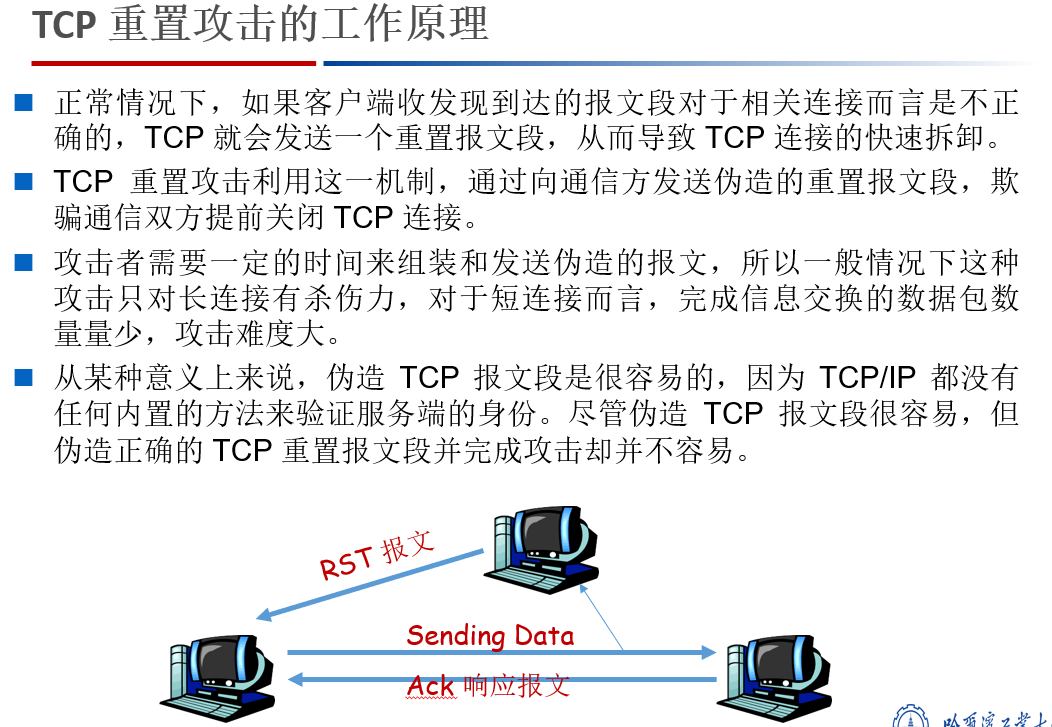 TCP 重置攻击的工作原理
正常情况下，如果客户端收发现到达的报文段对于相关连接而言是不正
确的，TCP 就会发送一个重置报文段，从而导致 TCP 连接的快速拆卸。
TCP 重置攻击利用这一机制，通过向通信方发送伪造的重置报文段，欺
骗通信双方提前关闭 TCP 连接。
攻击者需要一定的时间来组装和发送伪造的报文，所以一般情况下这种
攻击只对长连接有杀伤力，对于短连接而言，完成信息交换的数据包数
量量少，攻击难度大。
从某种意义上来说，伪造 TCP 报文段是很容易的，因为 TCP/IP 都没有
任何内置的方法来验证服务端的身份。尽管伪造 TCP 报文段很容易，但
伪造正确的 TCP 重置报文段并完成攻击却并不容易。
RST 报文
Sending Data
Ack 响应报文